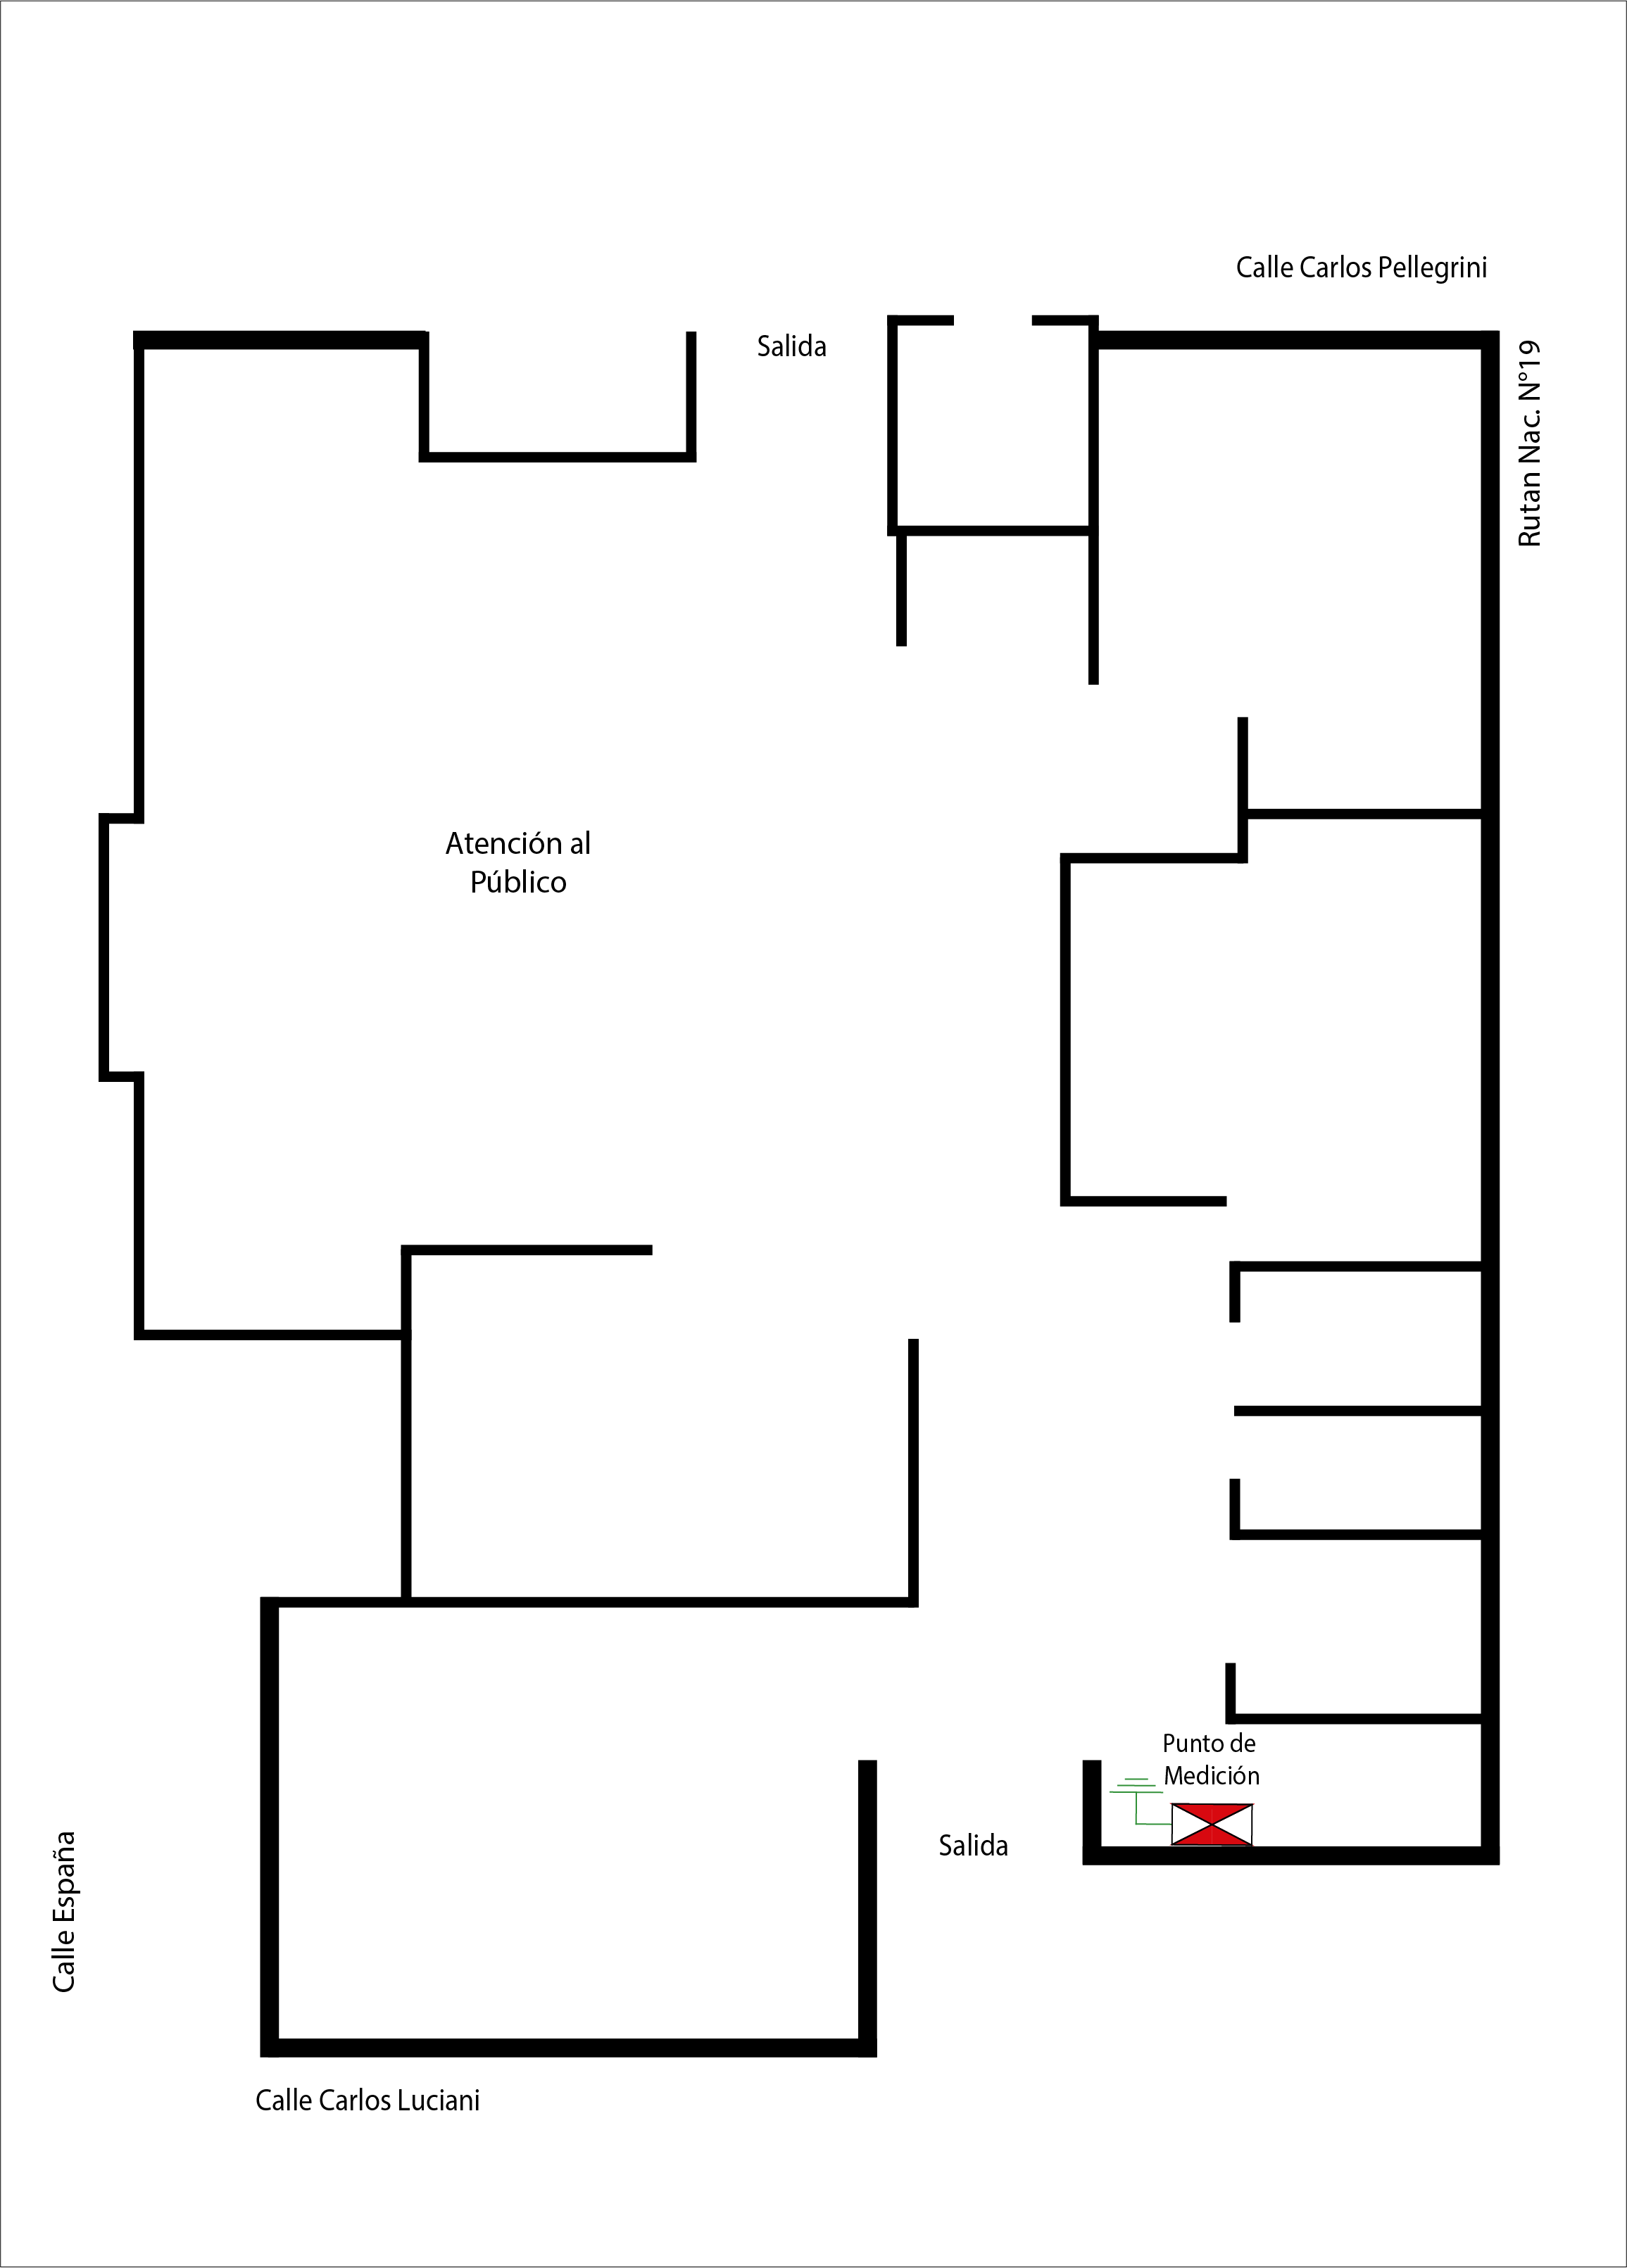 Calle Carlos Pellegrini
Salida
Rutan Nac. N°19
Atención al
Público
Punto de
Medición
Salida
Calle España
Calle Carlos Luciani